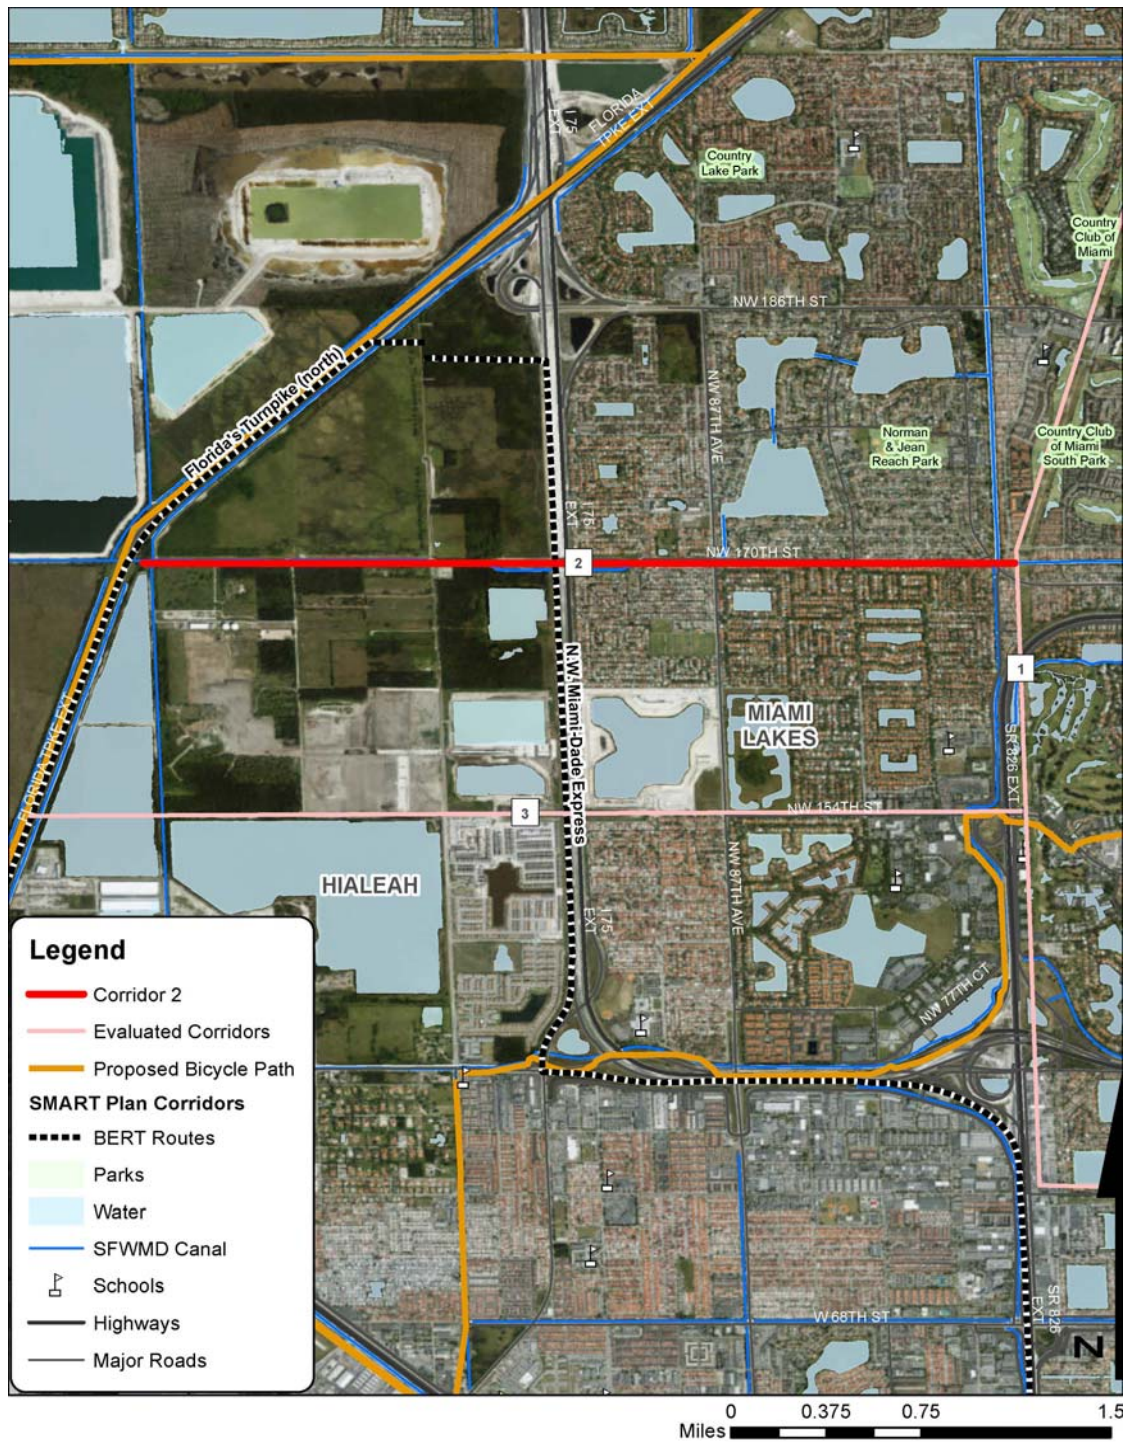 FLORIDA
TPKE EXT
I 75
EXT
Country
Lake Park
Country
Club of
Miami
NW 186TH ST
Florida's Turnpike (north)
NW 87TH AVE
Norman
& Jean
Reach Park
Country Club
of Miami
South Park
I 75
EXT
NW 170TH ST
2
N.W. Miami-Dade Express
1
MIAMI
LAKES
SR 826 EXT
FLORIDA TPKE EXT
3
NW 154TH ST
HIALEAH
NW 87TH AVE
I 75
EXT
NW 77TH CT
Legend
Corridor 2
Evaluated Corridors
Proposed Bicycle Path
SMART Plan Corridors
BERT Routes
Parks
Water
SFWMD Canal
Schools
Highways
Major Roads
W 68TH ST
SR 826
EXT
N
0 0.375 0.75 1.5
Miles